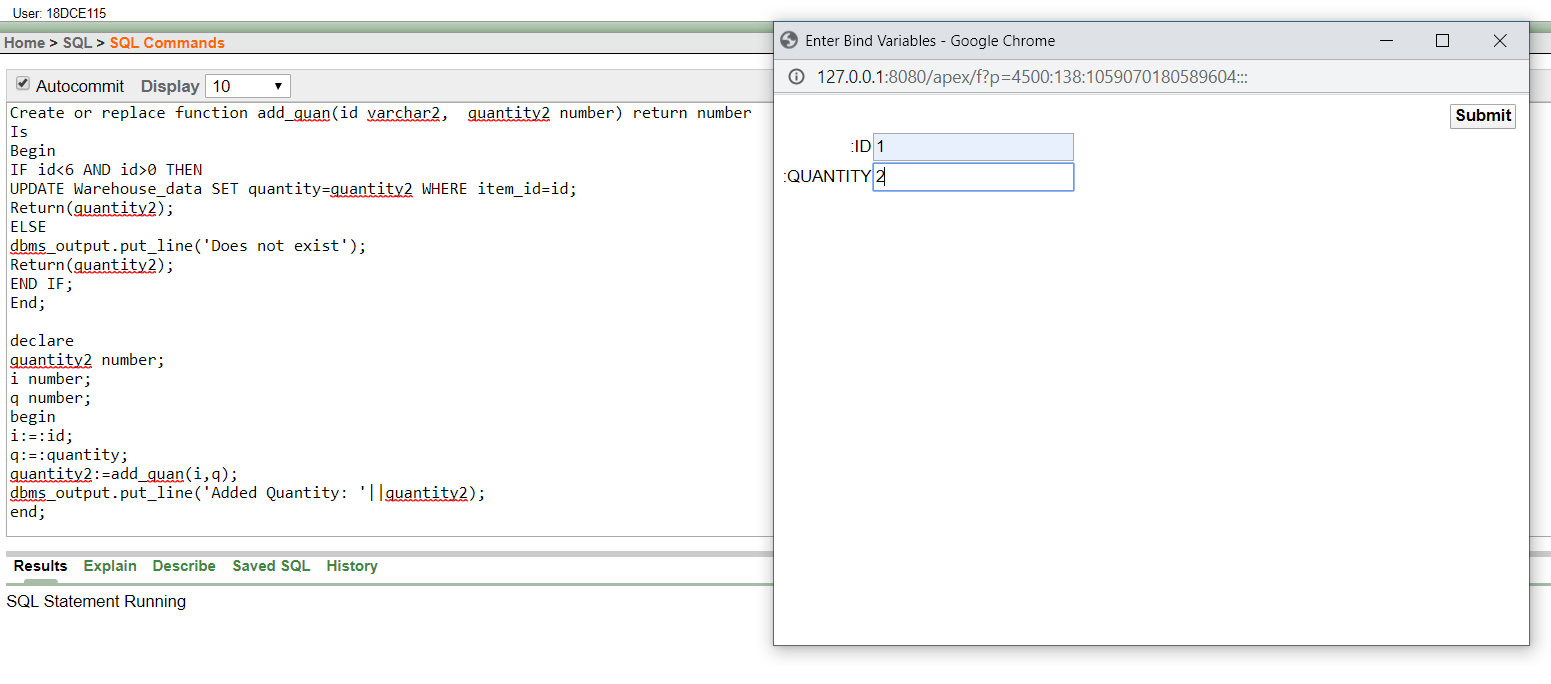 User: 18DCE115
Home > SQL > SQL Commands
Autocommit Display 10
Create or replace function add_quan(id varchar2,  quantity2 number) return number
Is
Begin
IF id<6 AND id>0 THEN
UPDATE Warehouse_data SET quantity=quantity2 WHERE item_id=id;
Return(quantity2);
ELSE
dbms_output.put_line('Does not exist');
Return(quantity2);
END IF;
End;
declare
quantity2 number;
i number;
q number;
begin
i:=:id;
q:=:quantity;
quantity2:=add_quan(i,q);
dbms_output.put_line('Added Quantity: '||quantity2);
end;
Results Explain Describe Saved SQL History
SQL Statement Running
Enter Bind Variables - Google Chrome
127.0.0.1:8080/apex/f?p=4500:138:1059070180589604:::
Submit
:ID 1
:QUANTITY 2